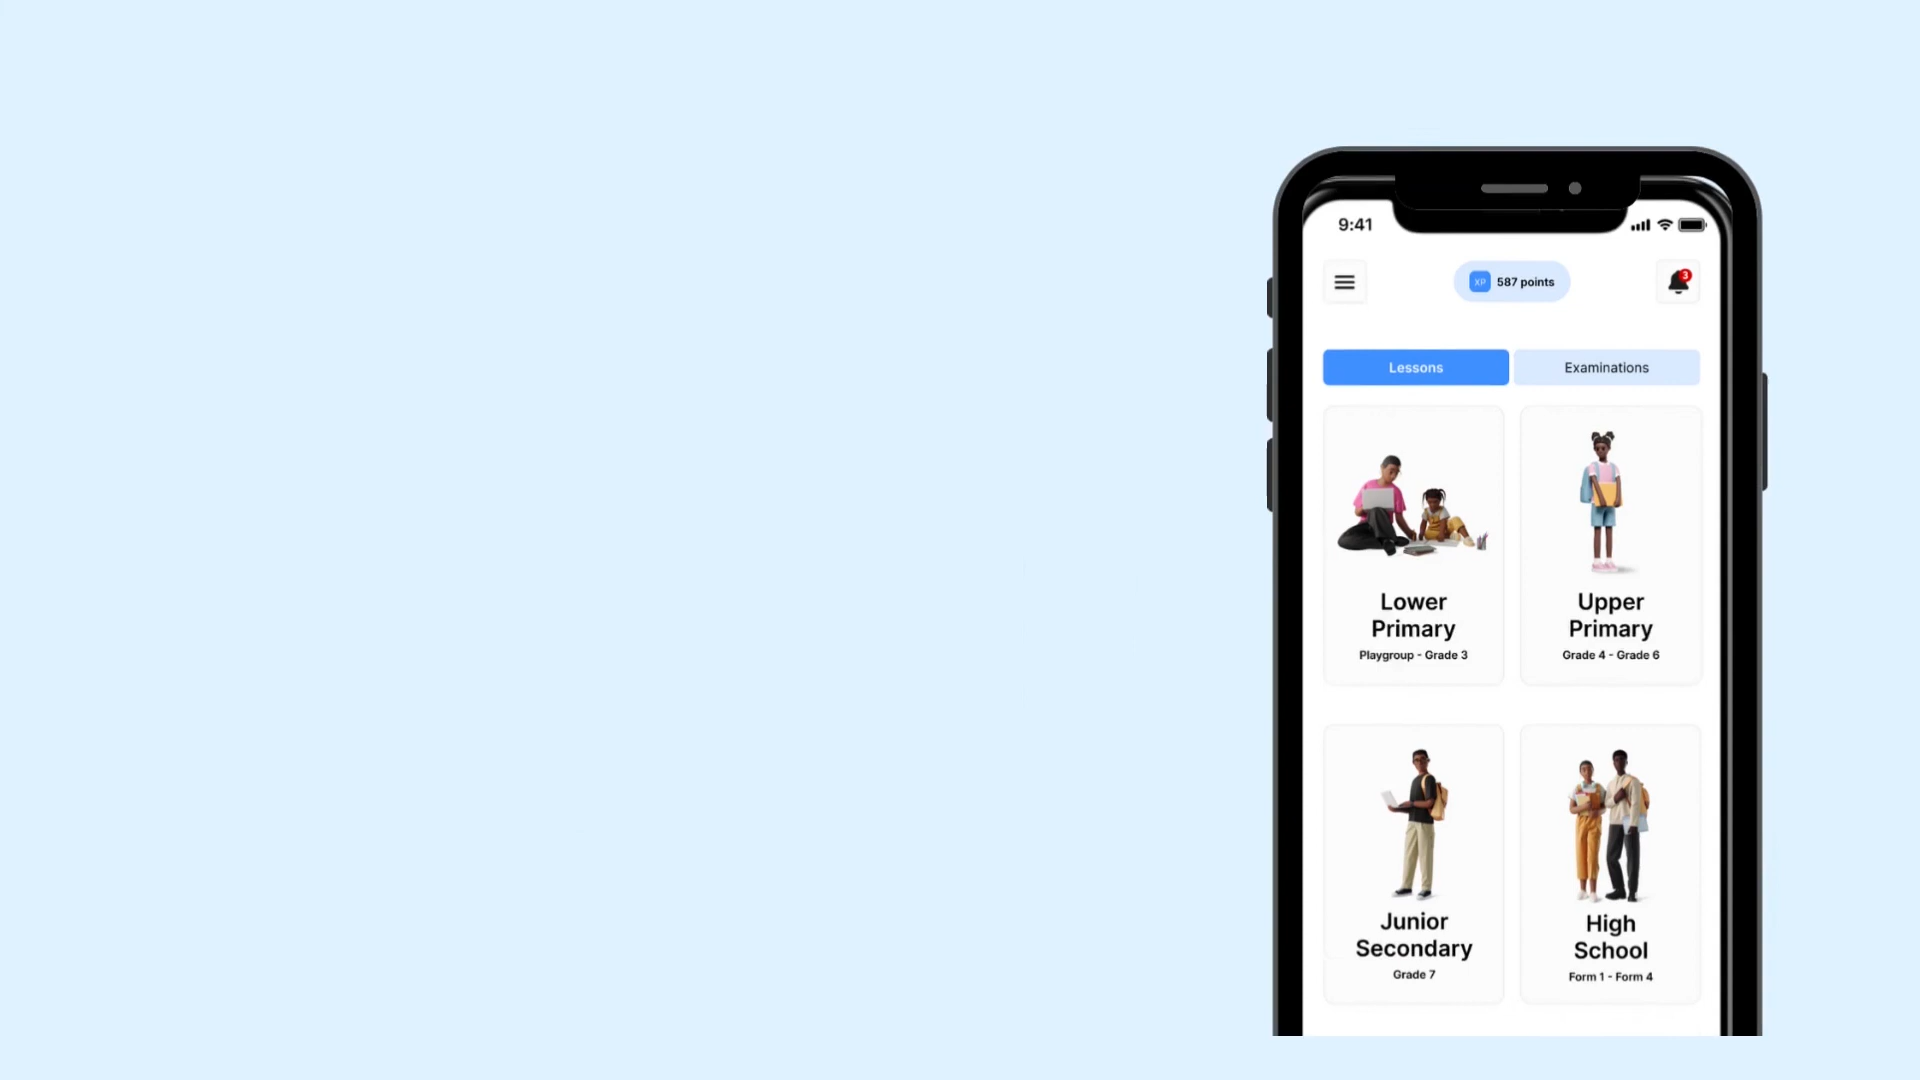 9:41
XP 587 points
3
Lessons
Examinations
Lower
Primary
Playgroup - Grade 3
Upper
Primary
Grade 4 - Grade 6
Junior
Secondary
Grade 7
High
School
Form 1 - Form 4